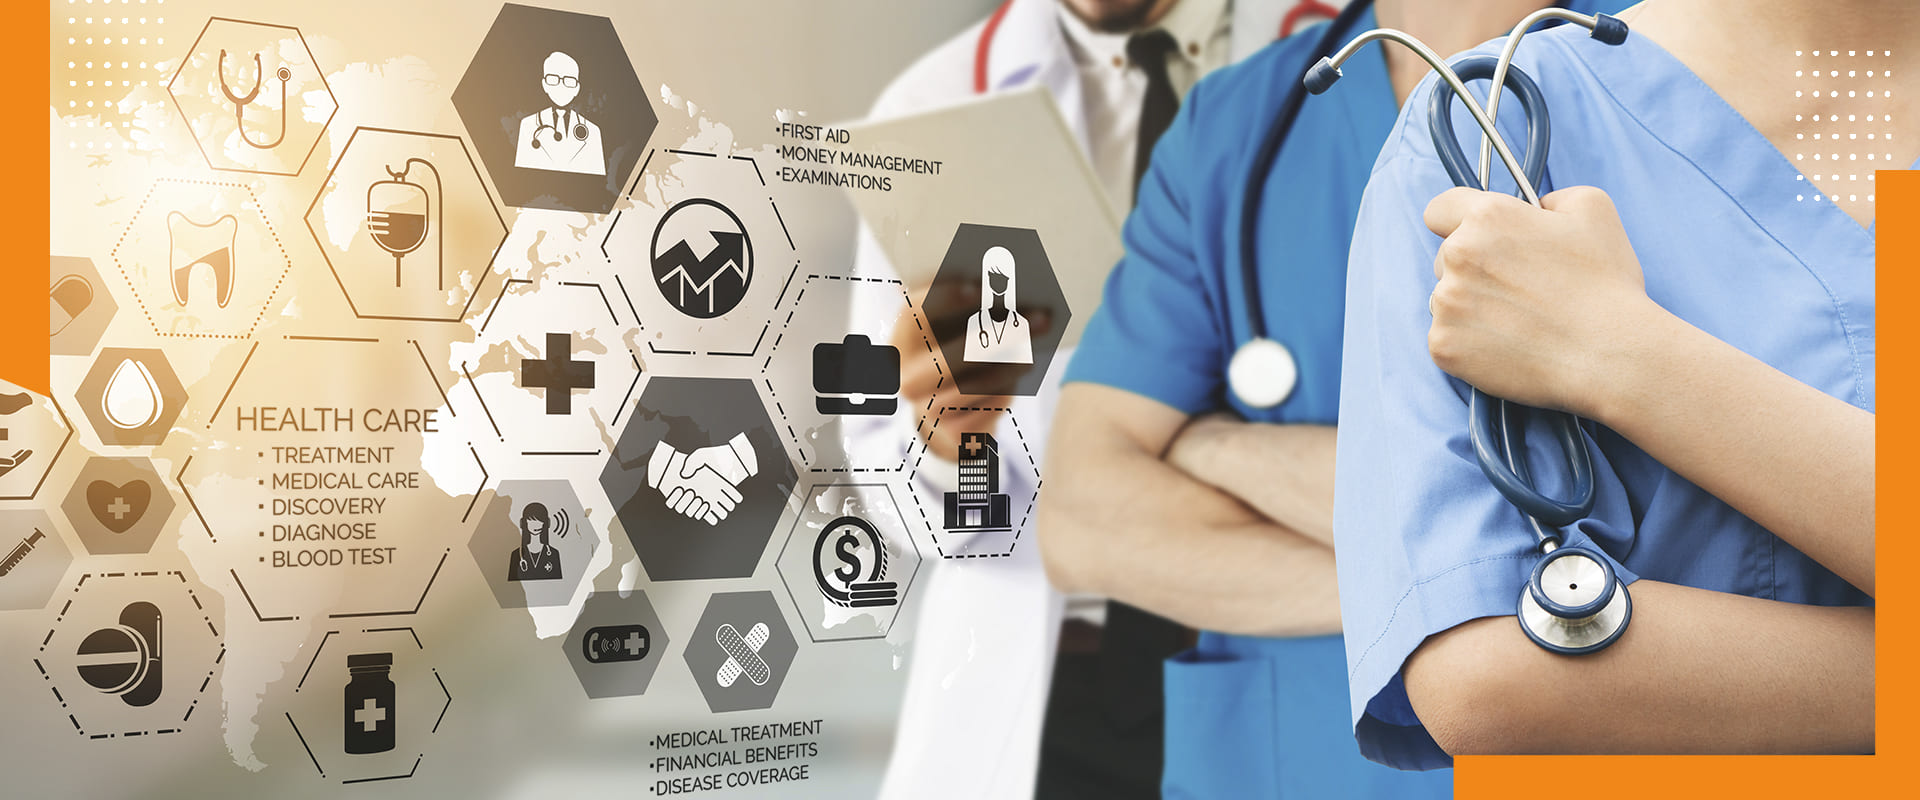 •FIRST AID
•MONEY MANAGEMENT
•EXAMINATIONS
HEALTH CARE
• TREATMENT
• MEDICAL CARE
• DISCOVERY
• DIAGNOSE
• BLOOD TEST
$
•MEDICAL TREATMENT
•FINANCIAL BENEFITS
•DISEASE COVERAGE